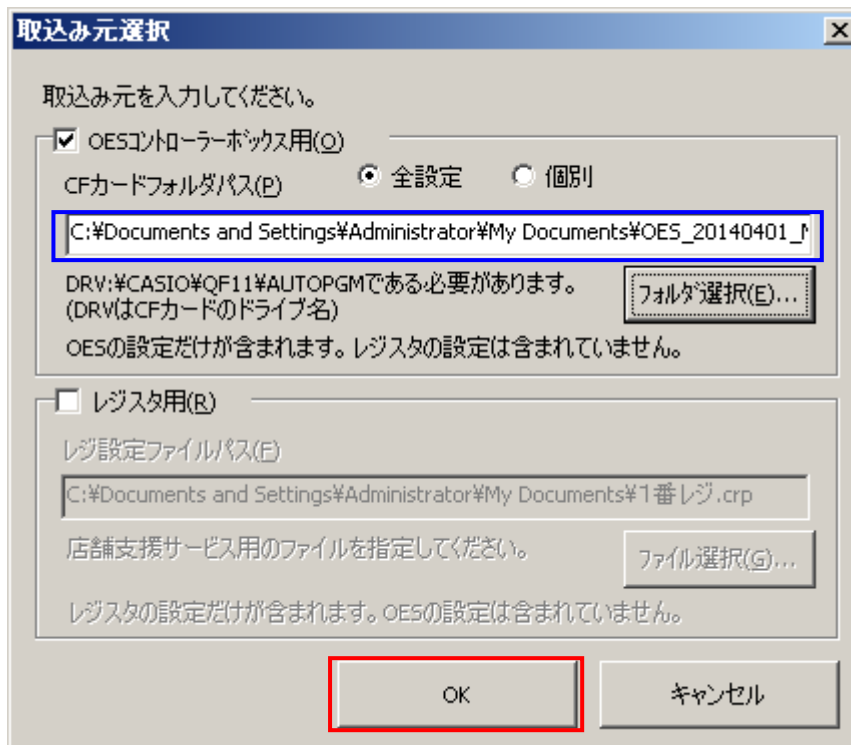 取込み元選択
取込み元を入力してください。
OESコントローラーボックス用(O)
CFカードフォルダパス(P) 全設定 個別
C:¥Documents and Settings¥Administrator¥My Documents¥OES_20140401_
DRV:¥CASIO¥QF11¥AUTOPGMである必要があります。
(DRVはCFカードのドライブ名)
フォルダ選択(E)...
OESの設定だけが含まれます。レジスタの設定は含まれていません。
レジスタ用(R)
レジ設定ファイルパス(F)
C:¥Documents and Settings¥Administrator¥My Documents¥1番レジ.crp
店舗支援サービス用のファイルを指定してください。
ファイル選択(G)...
レジスタの設定だけが含まれます。OESの設定は含まれていません。
OK キャンセル